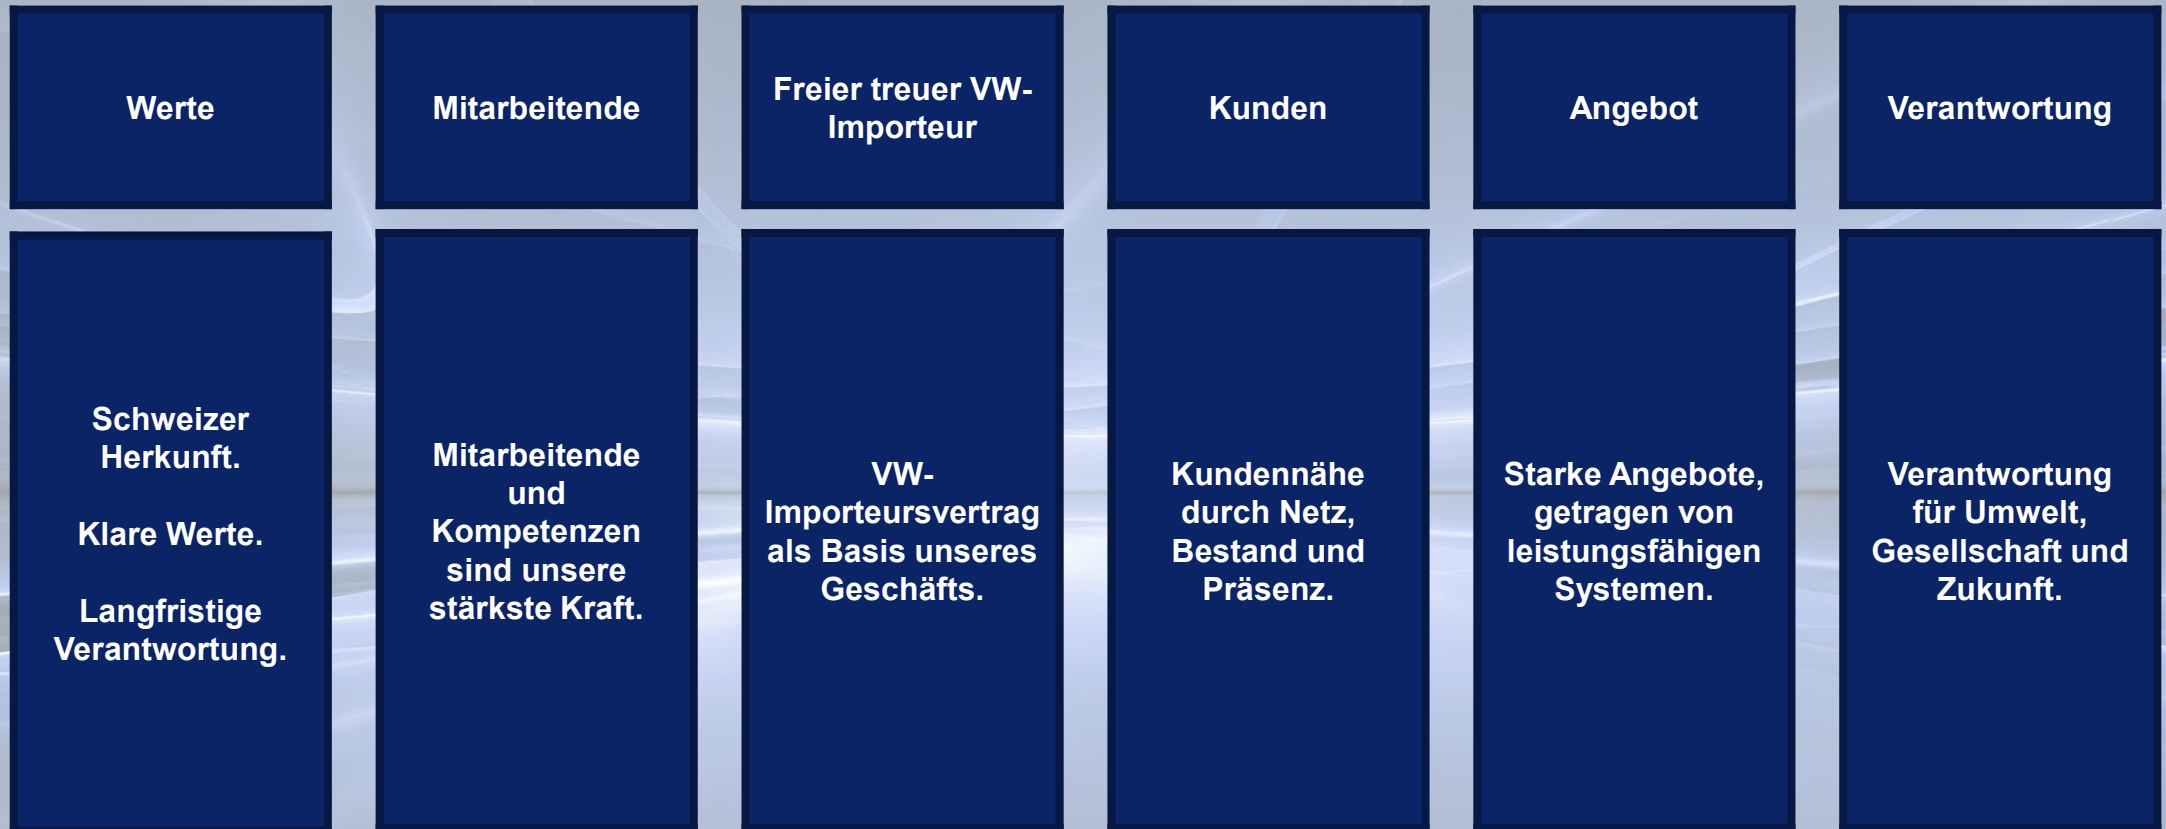 Werte
Mitarbeitende
Freier treuer VW-
Importeur
Kunden
Angebot
Verantwortung
Schweizer
Herkunft.
Klare Werte.
Langfristige
Verantwortung.
Mitarbeitende
und
Kompetenzen
sind unsere
stärkste Kraft.
VW-
Importeursvertrag
als Basis unseres
Geschäfts.
Kundennähe
durch Netz,
Bestand und
Präsenz.
Starke Angebote,
getragen von
leistungsfähigen
Systemen.
Verantwortung
für Umwelt,
Gesellschaft und
Zukunft.